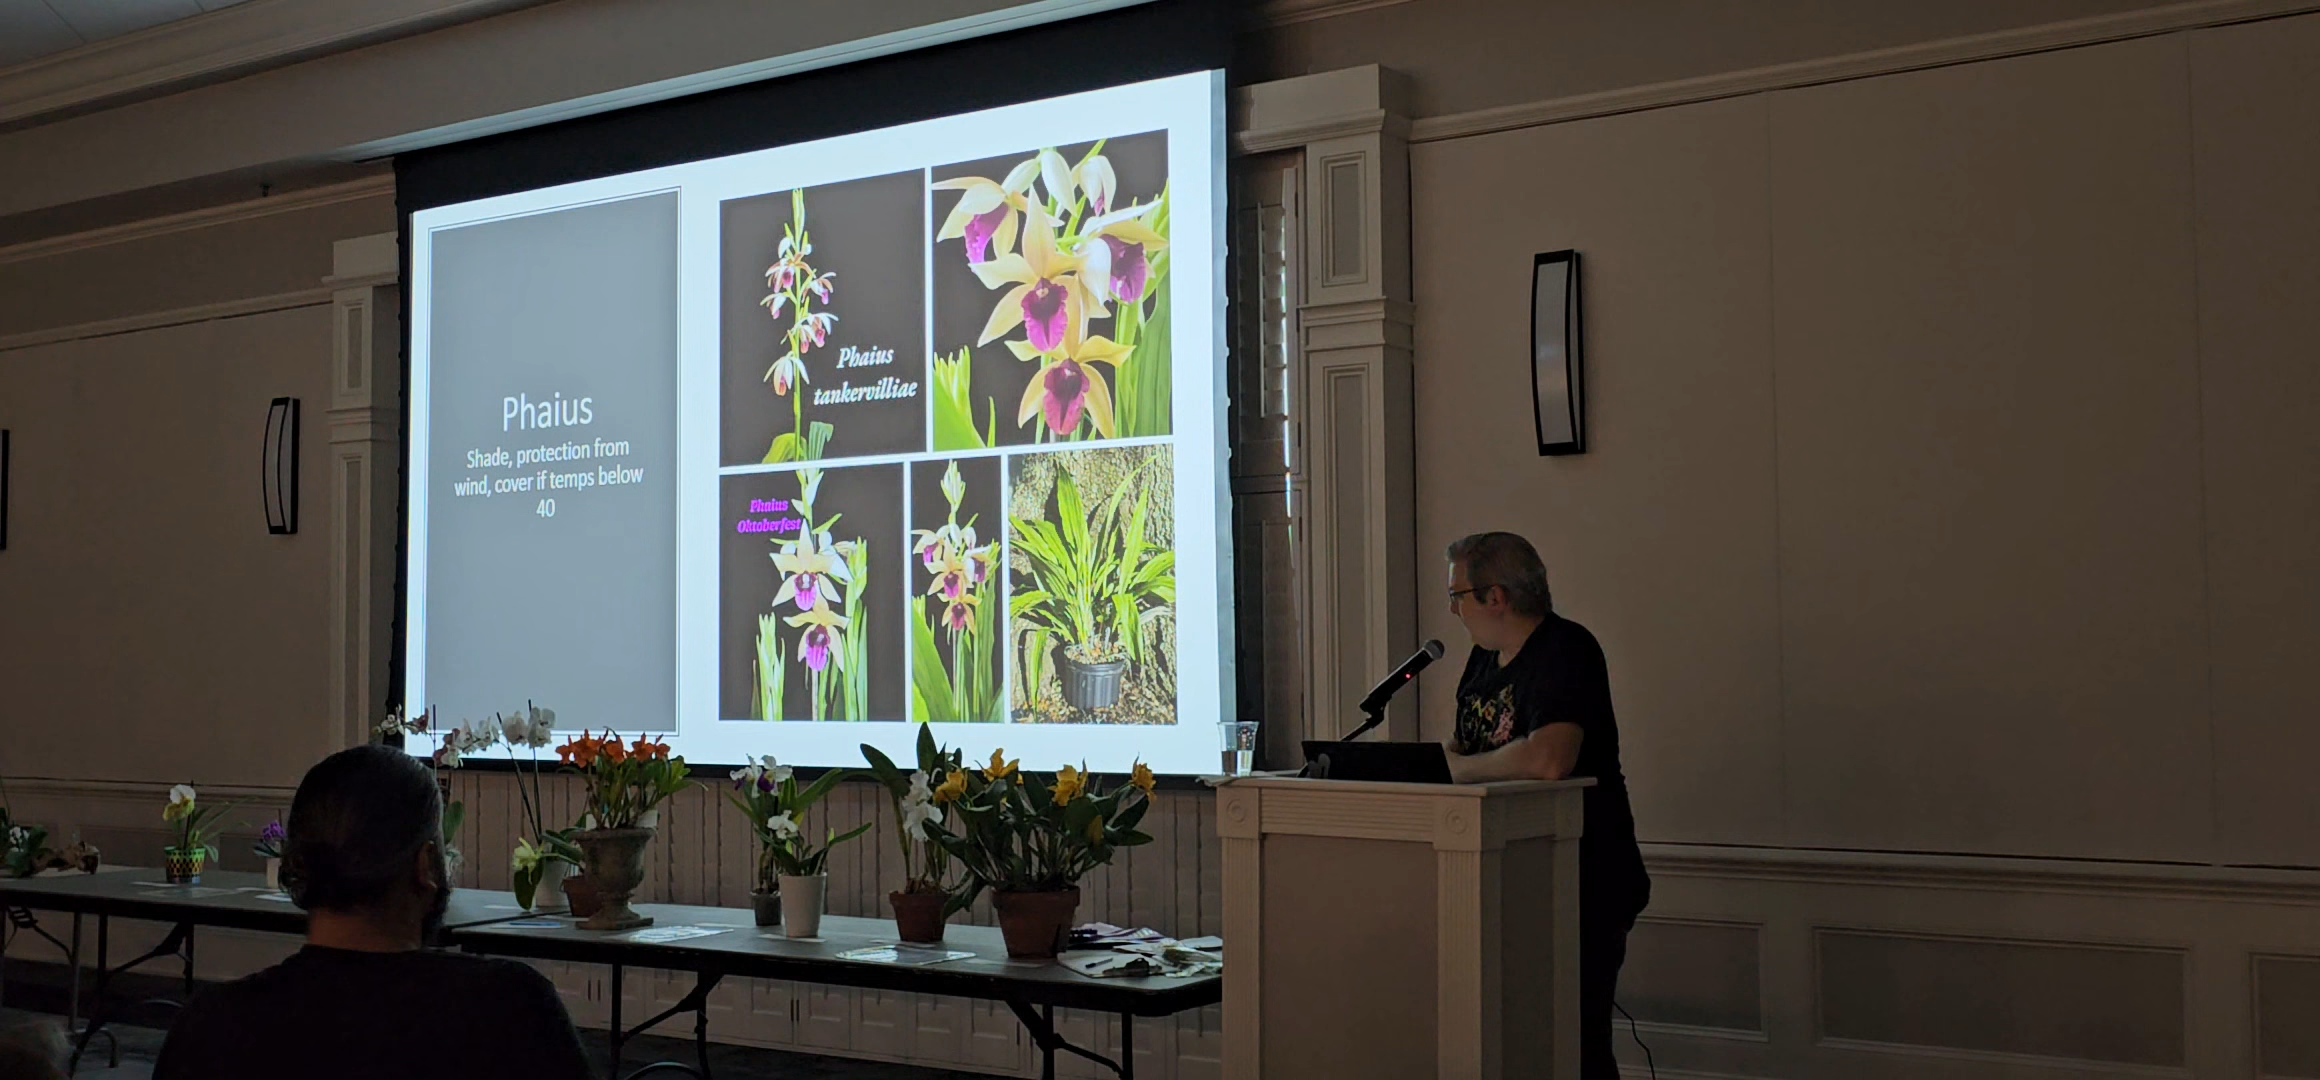 Phaius
Shade, protection from
wind, cover if temps below
40
Phaius
tankervilliae
Phaius
Oktoberfest